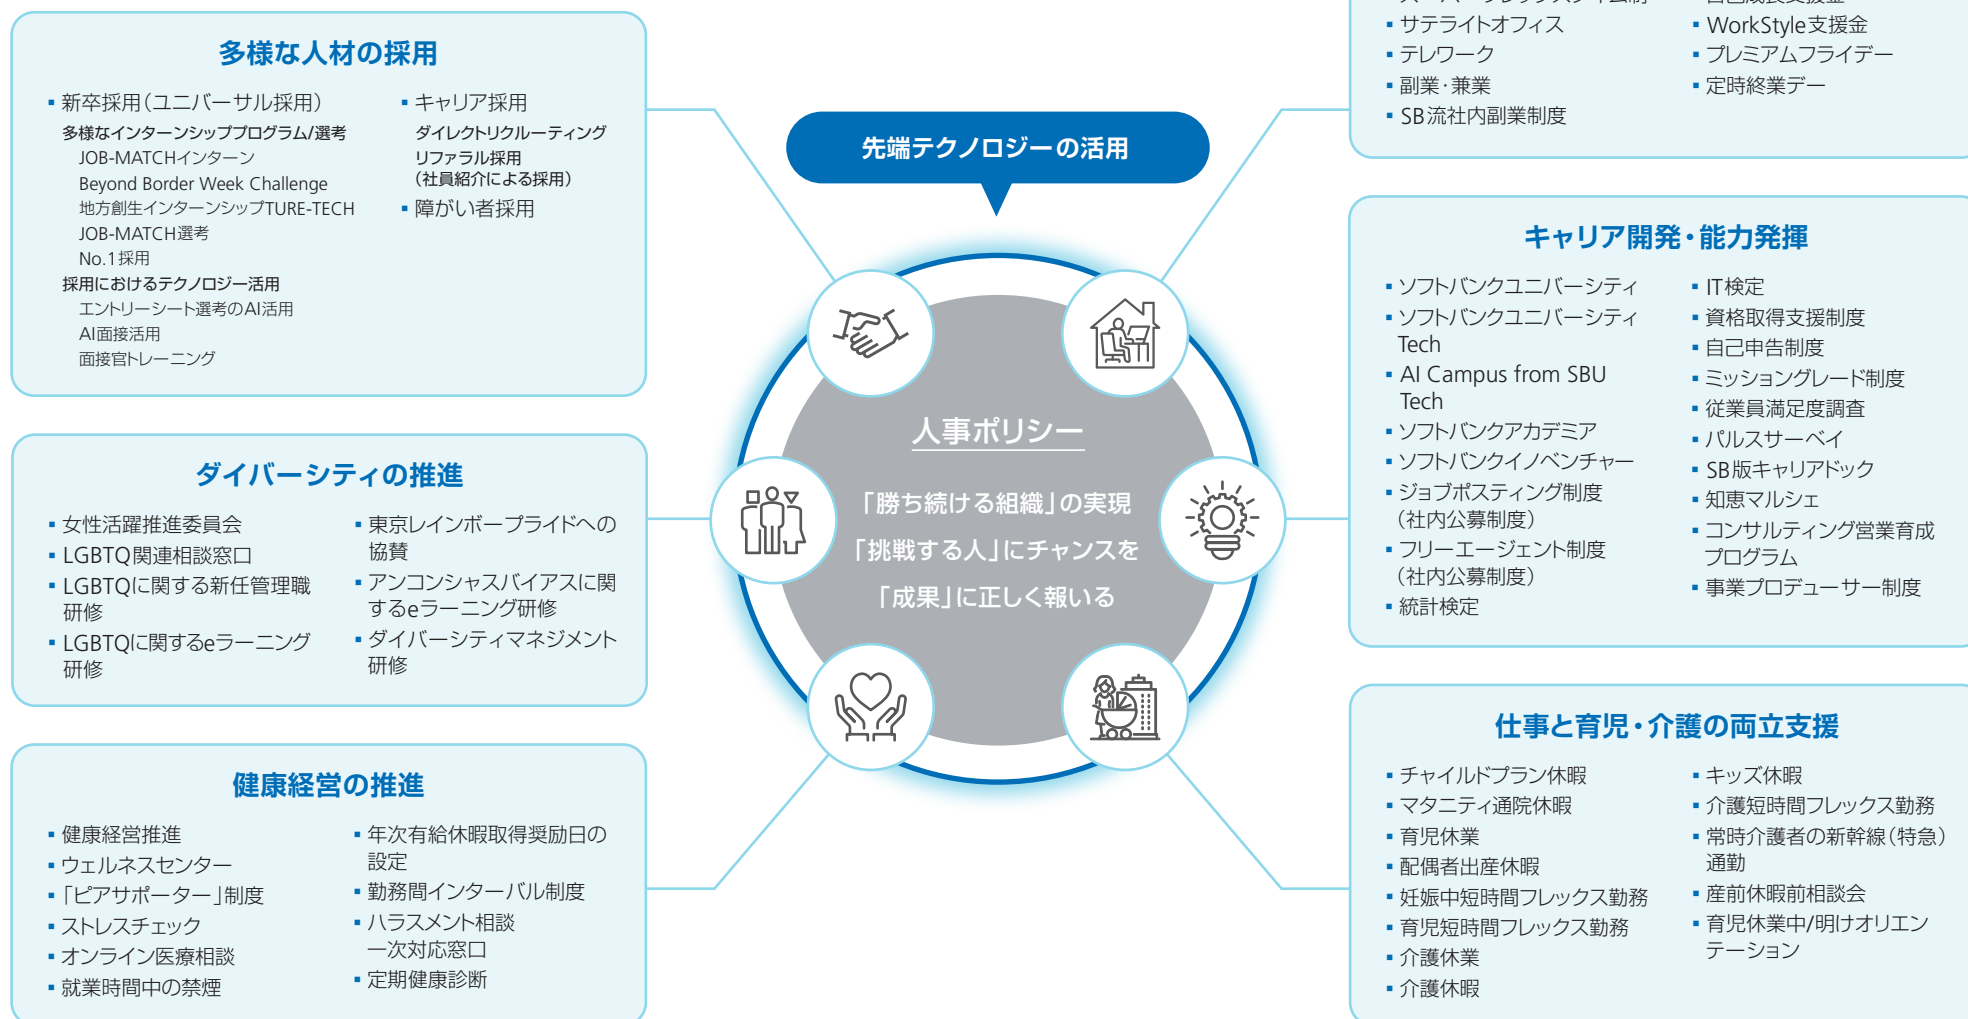 多様な人材の採用
▪ 新卒採用（ユニバーサル採用）
多様なインターンシッププログラム/選考
JOB-MATCHインターン
Beyond Border Week Challenge
地方創生インターンシップTURE-TECH
JOB-MATCH選考
No.1採用
採用におけるテクノロジー活用
エントリーシート選考のAI活用
AI面接活用
面接官トレーニング
▪ キャリア採用
ダイレクトリクルーティング
リファラル採用
（社員紹介による採用）
▪ 障がい者採用
ダイバーシティの推進
▪ 女性活躍推進委員会
▪ LGBTQ関連相談窓口
▪ LGBTQに関する新任管理職
研修
▪ LGBTQに関するeラーニング
研修
▪ 東京レインボープライドへの
協賛
▪ アンコンシャスバイアスに関
するeラーニング研修
▪ ダイバーシティマネジメント
研修
健康経営の推進
▪ 健康経営推進
▪ ウェルネスセンター
▪ 「ピアサポーター」制度
▪ ストレスチェック
▪ オンライン医療相談
▪ 就業時間中の禁煙
▪ 年次有給休暇取得奨励日の
設定
▪ 勤務間インターバル制度
▪ ハラスメント相談
一次対応窓口
▪ 定期健康診断
先端テクノロジーの活用
人事ポリシー
「勝ち続ける組織」の実現
「挑戦する人」にチャンスを
「成果」に正しく報いる
▪ サテライトオフィス
▪ テレワーク
▪ 副業・兼業
▪ SB流社内副業制度
▪ WorkStyle支援金
▪ プレミアムフライデー
▪ 定時終業デー
キャリア開発・能力発揮
▪ ソフトバンクユニバーシティ
▪ ソフトバンクユニバーシティ
Tech
▪ AI Campus from SBU
Tech
▪ ソフトバンクアカデミア
▪ ソフトバンクイノベンチャー
▪ ジョブポスティング制度
（社内公募制度）
▪ フリーエージェント制度
（社内公募制度）
▪ 統計検定
▪ IT検定
▪ 資格取得支援制度
▪ 自己申告制度
▪ ミッショングレード制度
▪ 従業員満足度調査
▪ パルスサーベイ
▪ SB版キャリアドック
▪ 知恵マルシェ
▪ コンサルティング営業育成
プログラム
▪ 事業プロデューサー制度
仕事と育児・介護の両立支援
▪ チャイルドプラン休暇
▪ マタニティ通院休暇
▪ 育児休業
▪ 配偶者出産休暇
▪ 妊娠中短時間フレックス勤務
▪ 育児短時間フレックス勤務
▪ 介護休業
▪ 介護休暇
▪ キッズ休暇
▪ 介護短時間フレックス勤務
▪ 常時介護者の新幹線（特急）
通勤
▪ 産前休暇前相談会
▪ 育児休業中/明けオリエン
テーション